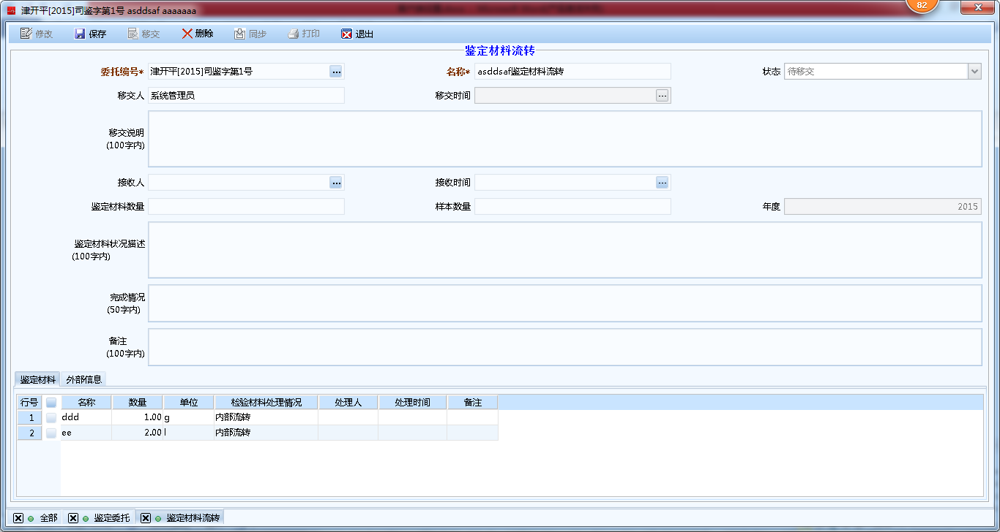 津开平[2015]司鉴字第1号 asddsaf aaaaaaa
82
修改 保存 移交 删除 同步 打印 退出
鉴定材料流转
委托编号* 津开平[2015]司鉴字第1号 ... 名称* asddsaf鉴定材料流转 状态 待移交
移交人 系统管理员 移交时间 ...
移交说明
(100字内)
接收人 ... 接收时间 ...
鉴定材料数量 样本数量 年度 2015
鉴定材料状况描述
(100字内)
完成情况
(50字内)
备注
(100字内)
鉴定材料 外部信息
行号 名称 数量 单位 检验材料处理情况 处理人 处理时间 备注
1 ddd 1.00 g 内部流转
2 ee 2.00 l 内部流转
全部 鉴定委托 鉴定材料流转